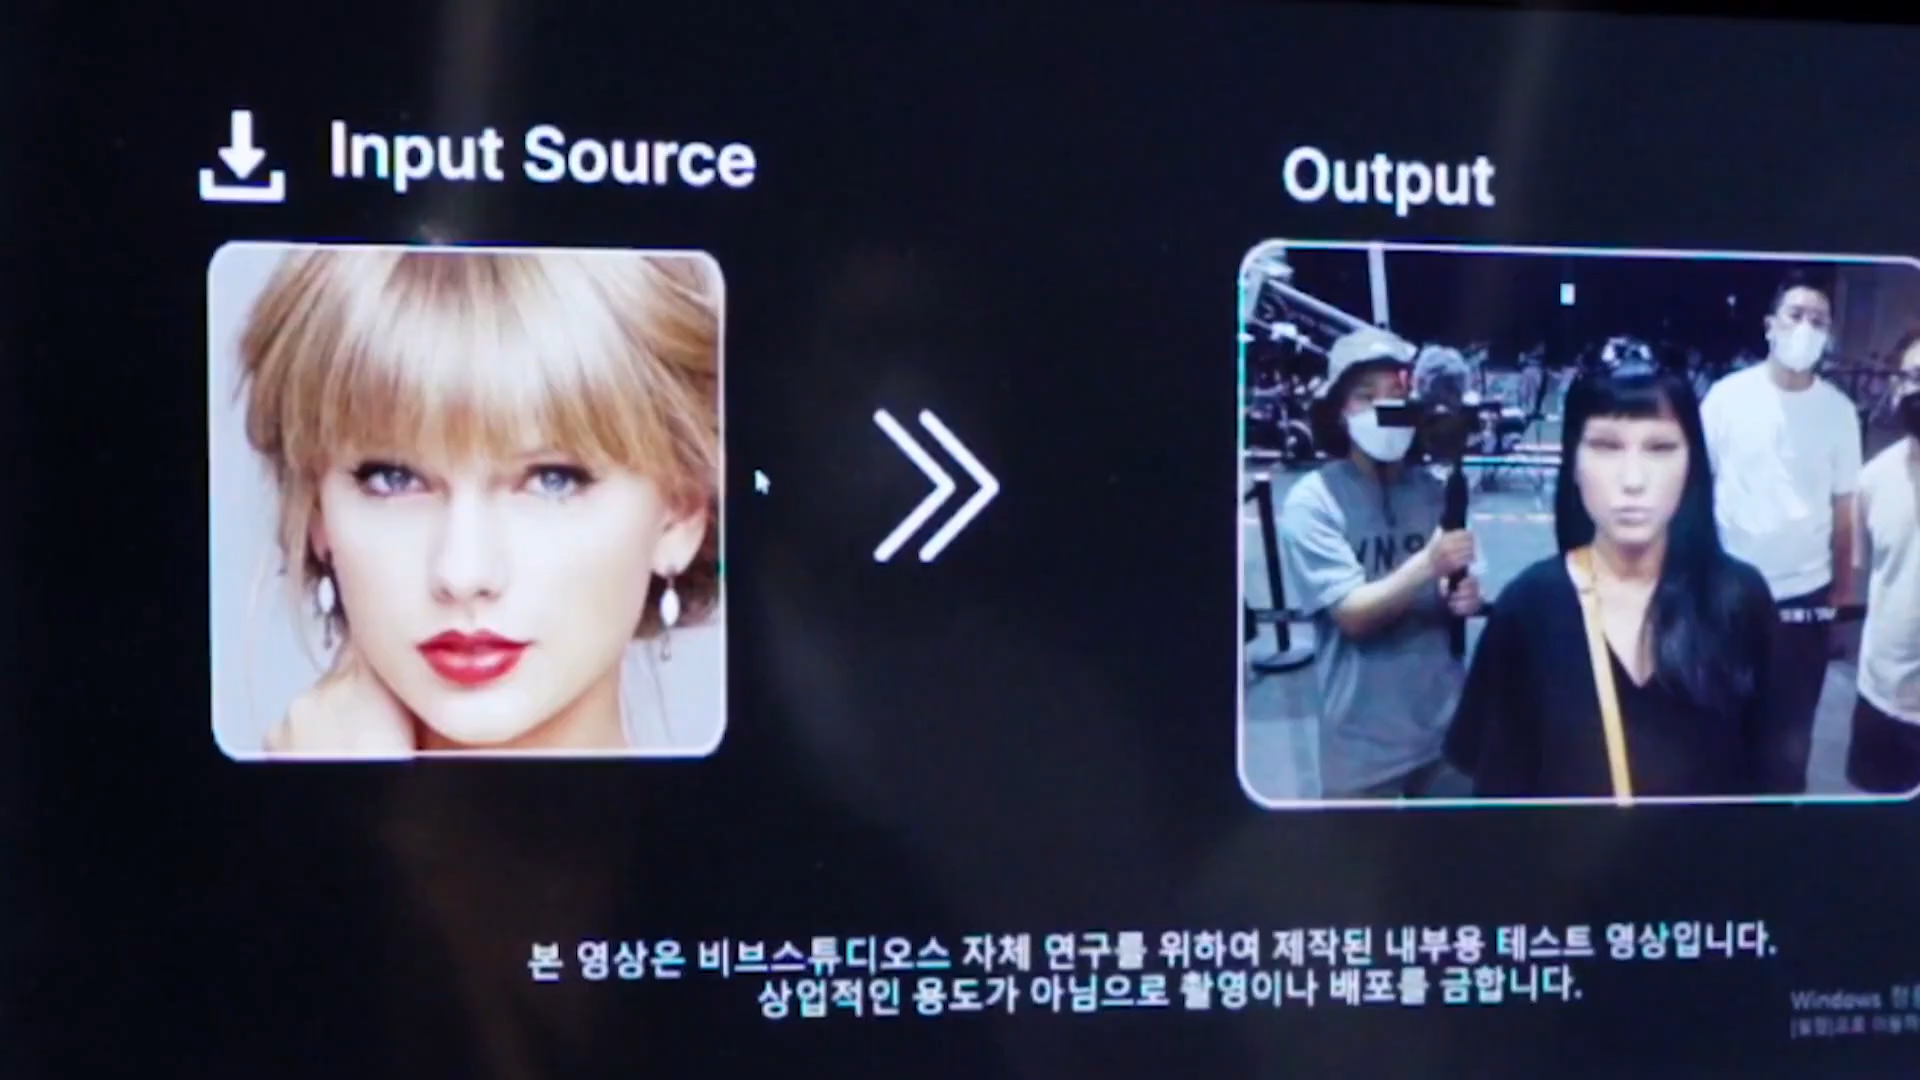 Input Source
Output
본 영상은 비브스튜디오스 자체 연구를 위하여 제작된 내부용 테스트 영상입니다.
상업적인 용도가 아님으로 촬영이나 배포를 금합니다.
Windows